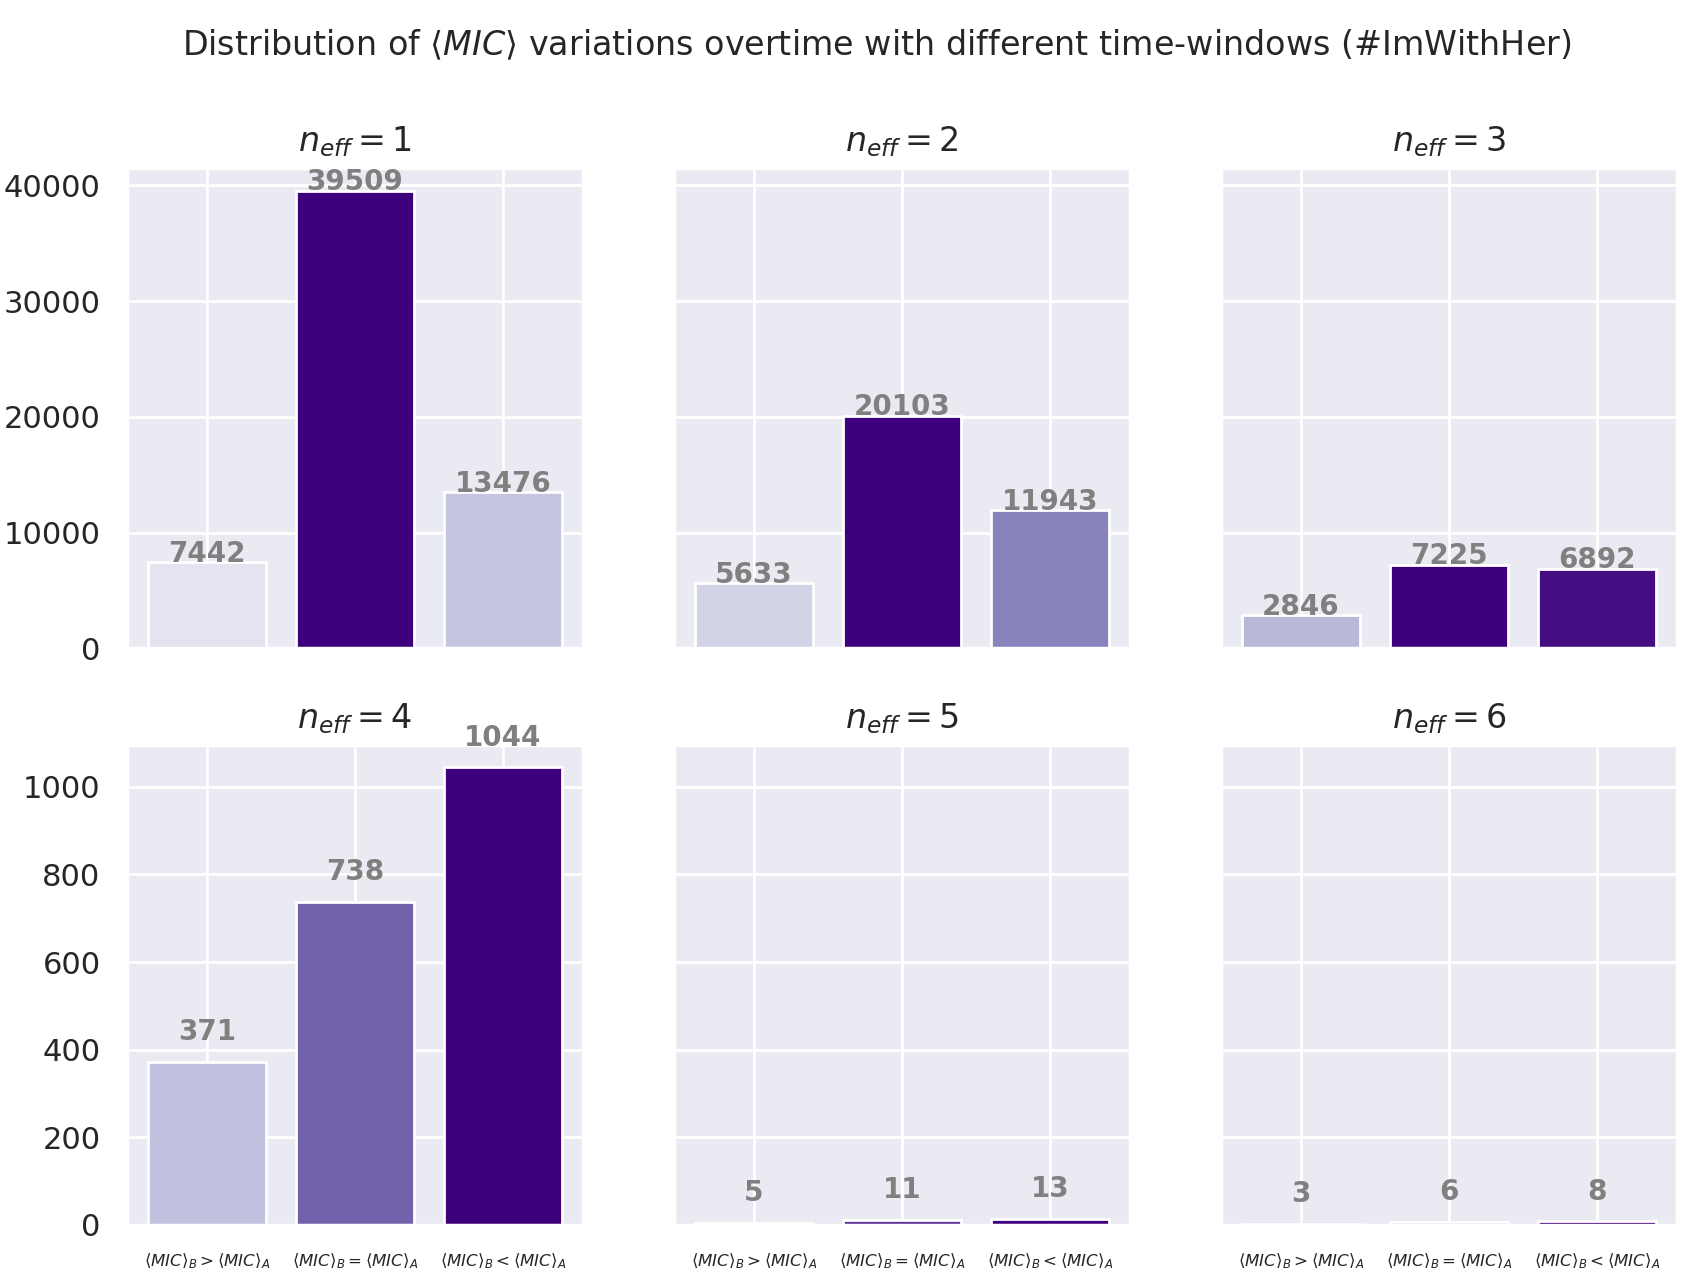 Distribution of ⟨MIC⟩ variations overtime with different time-windows (#ImWithHer)
n_eff = 1
n_eff = 2
n_eff = 3
40000
30000
20000
10000
0
7442
39509
13476
5633
20103
11943
2846
7225
6892
n_eff = 4
n_eff = 5
n_eff = 6
1000
800
600
400
200
0
371
738
1044
5
11
13
3
6
8
⟨MIC⟩_B > ⟨MIC⟩_A
⟨MIC⟩_B = ⟨MIC⟩_A
⟨MIC⟩_B < ⟨MIC⟩_A
⟨MIC⟩_B > ⟨MIC⟩_A
⟨MIC⟩_B = ⟨MIC⟩_A
⟨MIC⟩_B < ⟨MIC⟩_A
⟨MIC⟩_B > ⟨MIC⟩_A
⟨MIC⟩_B = ⟨MIC⟩_A
⟨MIC⟩_B < ⟨MIC⟩_A